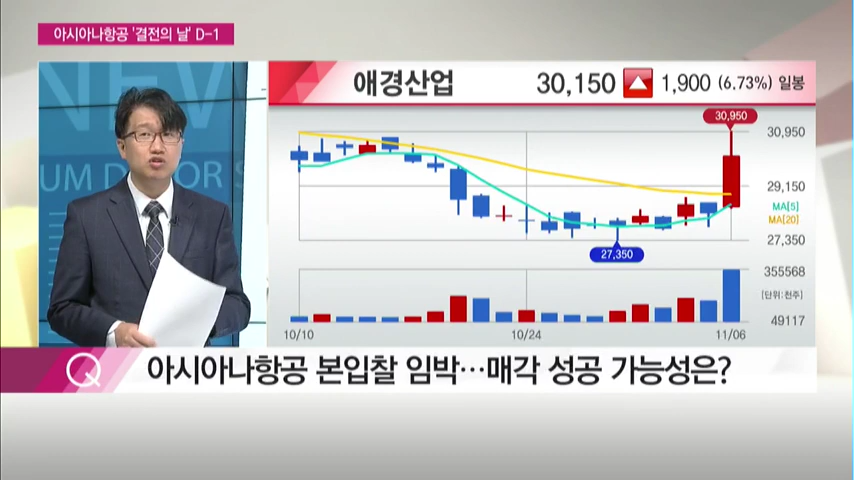 아시아나항공 '결전의 날' D-1
NEW
UM D
OR S
애경산업 30,150 1,900 (6.73%) 일봉
30,950
30,950
29,150
MA[5]
MA[20]
27,350
27,350
355568
[단위:천주]
49117
10/10 10/24 11/06
Q 아시아나항공 본입찰 임박…매각 성공 가능성은?